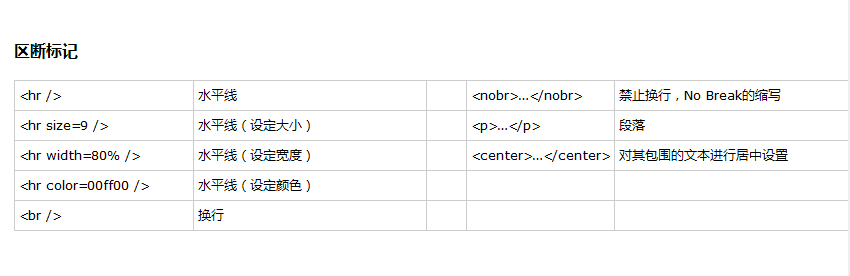 区断标记
<hr /> 水平线 <nobr>...</nobr> 禁止换行，No Break的缩写
<hr size=9 /> 水平线（设定大小） <p>...</p> 段落
<hr width=80% /> 水平线（设定宽度） <center>...</center> 对其包围的文本进行居中设置
<hr color=00ff00 /> 水平线（设定颜色）
<br /> 换行